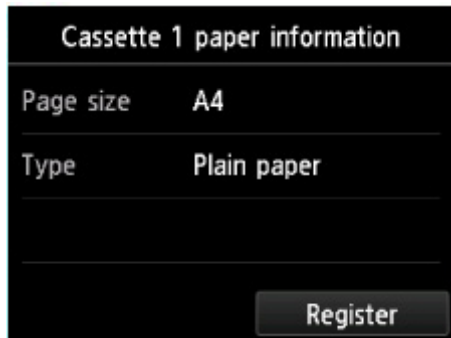 Cassette 1 paper information
Page size A4
Type Plain paper
Register